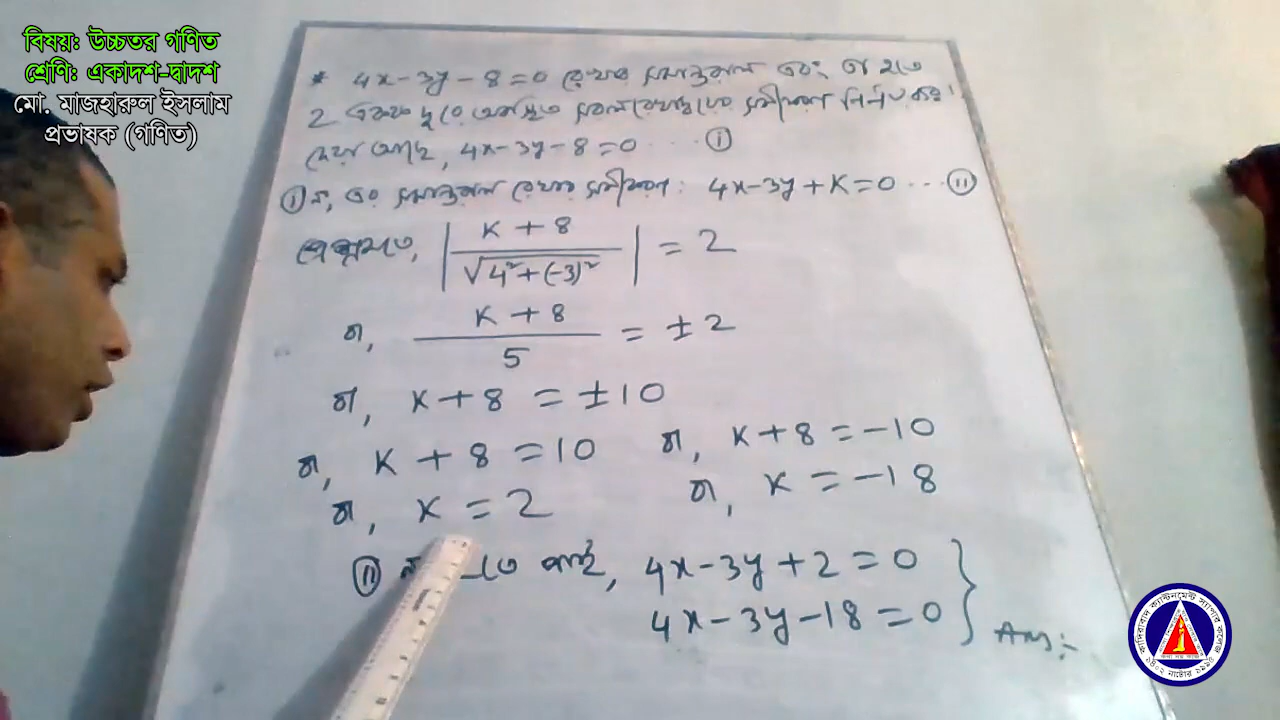 বিষয়: উচ্চতর গণিত
শ্রেণি: একাদশ-দ্বাদশ
মো. মাজহারুল ইসলাম
প্রভাষক (গণিত)
* 4x-3y-8=0 রেখার সমান্তরাল এবং তা হতে
2 একক দূরে অবস্থিত সরলরেখাসমূহের সমীকরণ নির্ণয় কর।
দেয়া আছে, 4x-3y-8=0 ... (i)
(i) নং এর সমান্তরাল রেখার সমীকরণ: 4x-3y+K=0 ... (ii)
প্রশ্নমতে, |K+8 / √4²+(-3)²| = 2
বা, K+8 / 5 = ±2
বা, K+8 = ±10
বা, K+8=10 বা, K+8=-10
বা, K=2 বা, K=-18
(ii) হতে পাই, 4x-3y+2=0
4x-3y-18=0 } Ans:-